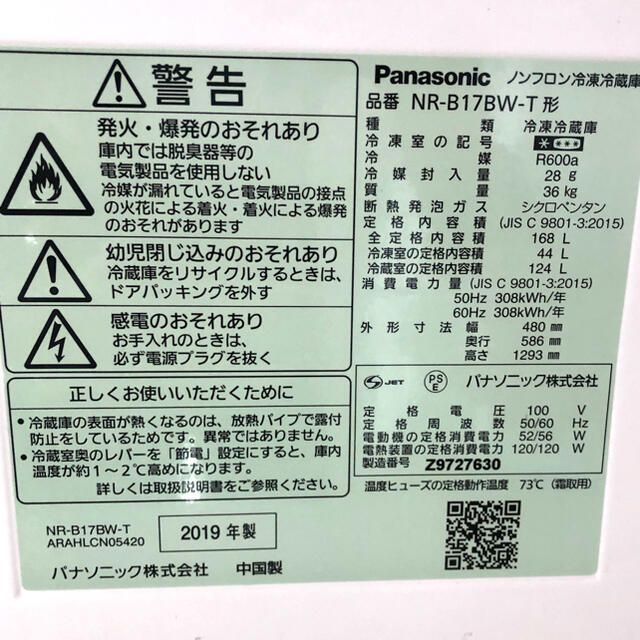 警告
発火・爆発のおそれあり
庫内では脱臭器等の
電気製品を使用しない
冷媒が漏れていると電気製品の接点
の火花による着火・着火による爆発
のおそれがあります
幼児閉じ込みのおそれあり
冷蔵庫をリサイクルするときは、
ドアパッキングを外す
感電のおそれあり
お手入れのときは、
必ず電源プラグを抜く
正しくお使いいただくために
・冷蔵庫の表面が熱くなるのは、放熱パイプで露付
防止をしているためです。異常ではありません。
・冷蔵室奥のレバーを「節電」設定にすると、庫内
温度が約1〜2℃高めになります。
詳しくは取扱説明書をご参照ください。
NR-B17BW-T
ARAHLCN05420
2019 年製
パナソニック株式会社 中国製
Panasonic ノンフロン冷凍冷蔵庫
品番 NR-B17BW-T 形
種類 冷凍冷蔵庫
冷凍室の記号
冷媒 R600a
冷媒封入量 28 g
質量 36 kg
断熱発泡ガス シクロペンタン
定格内容積 (JIS C 9801-3:2015)
全定格内容積 168 L
冷凍室の定格内容積 44 L
冷蔵室の定格内容積 124 L
消費電力量 (JIS C 9801-3:2015)
50Hz 308kWh/年
60Hz 308kWh/年
外形寸法 幅 480 mm
奥行 586 mm
高さ 1293 mm
S JET PSE パナソニック株式会社
定格電圧 100 V
定格周波数 50/60 Hz
電動機の定格消費電力 52/56 W
電熱装置の定格消費電力 120/120 W
製造番号 Z9727630
温度ヒューズの定格動作温度 73℃ (霜取用)